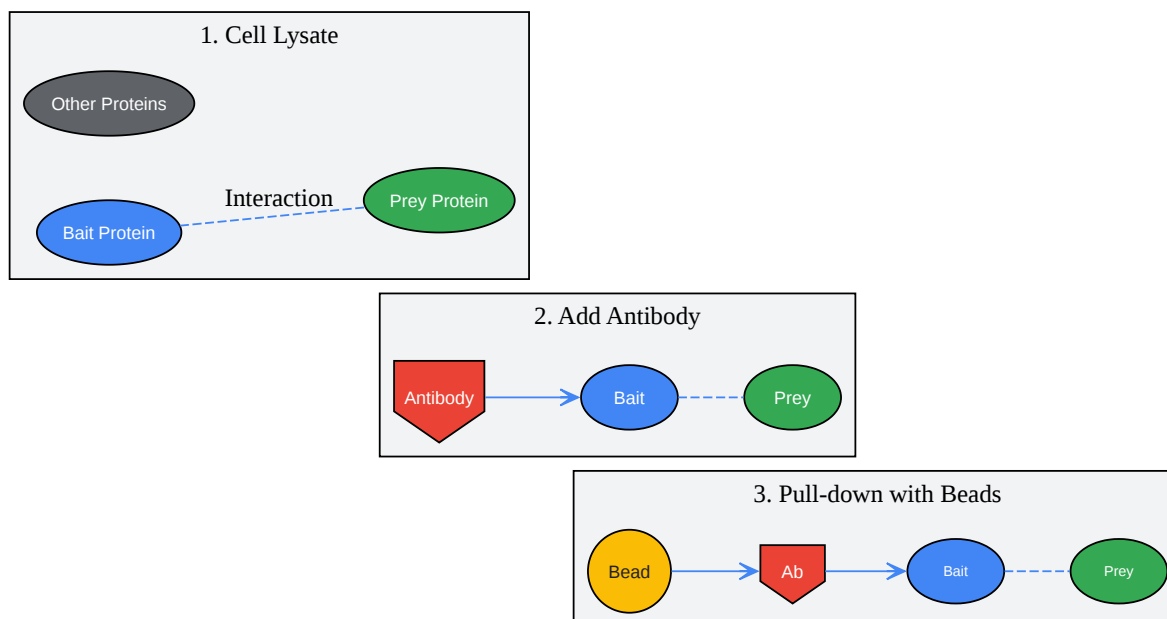 1. Cell Lysate
Other Proteins
Interaction
Prey Protein
Bait Protein
2. Add Antibody
Antibody
Bait
Prey
3. Pull-down with Beads
Bead
Ab
Bait
Prey